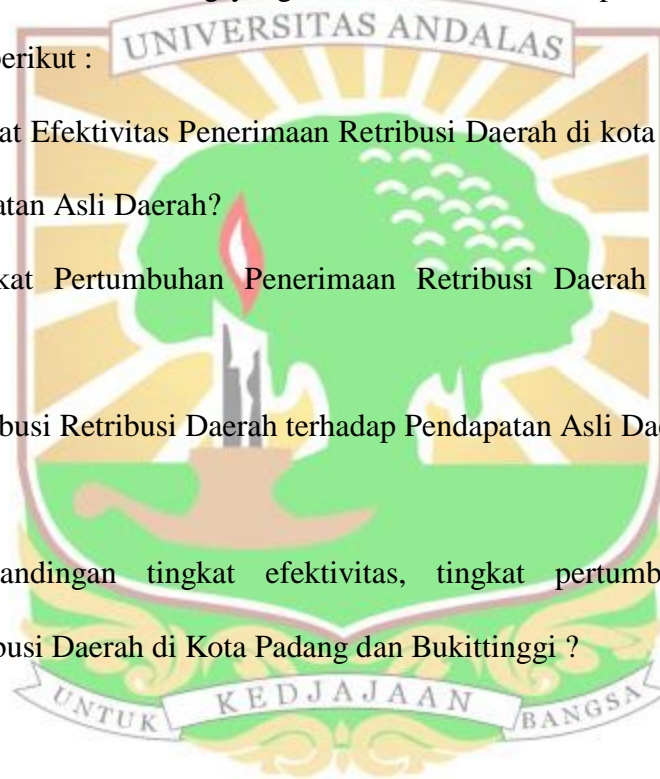 UNIVERSITAS ANDALAS
berikut :
at Efektivitas Penerimaan Retribusi Daerah di kota
atan Asli Daerah?
kat Pertumbuhan Penerimaan Retribusi Daerah
busi Retribusi Daerah terhadap Pendapatan Asli Da
andingan tingkat efektivitas, tingkat pertumb
busi Daerah di Kota Padang dan Bukittinggi ?
UNTUK KEDJAJAAN BANGSA